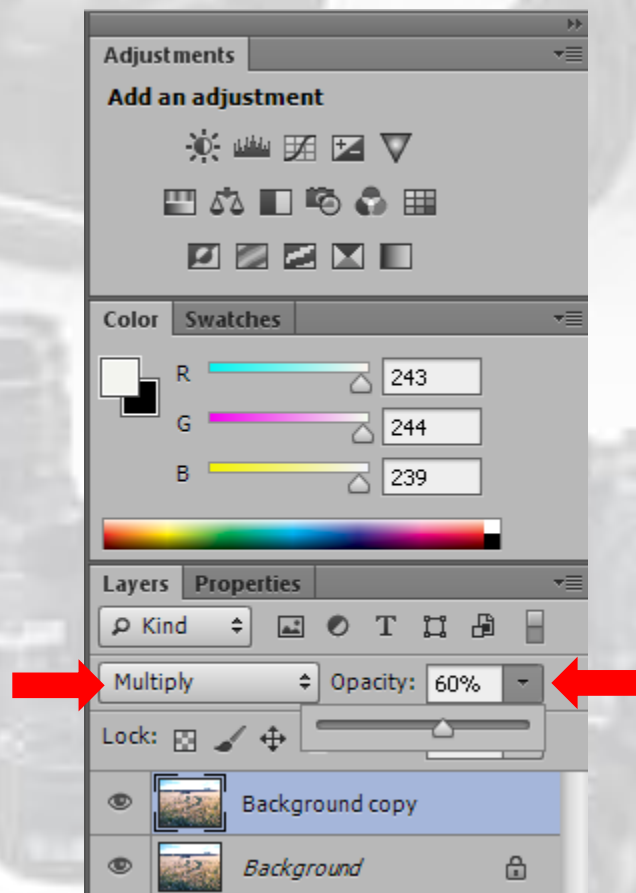 Adjustments
Add an adjustment
Color Swatches
R 243
G 244
B 239
Layers Properties
Kind T
Multiply Opacity: 60%
Lock:
Background copy
Background